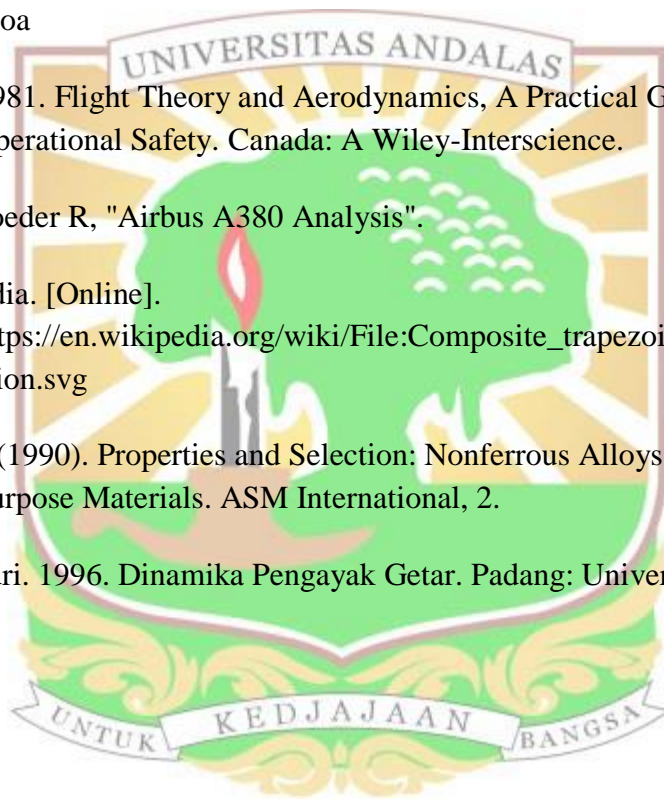 oa
UNIVERSITAS ANDALAS
981. Flight Theory and Aerodynamics, A Practical G
perational Safety. Canada: A Wiley-Interscience.
oeder R, "Airbus A380 Analysis".
dia. [Online].
tps://en.wikipedia.org/wiki/File:Composite_trapezoi
ion.svg
(1990). Properties and Selection: Nonferrous Alloys
urpose Materials. ASM International, 2.
ri. 1996. Dinamika Pengayak Getar. Padang: Univer
UNTUK KEDJAJAAN BANGSA